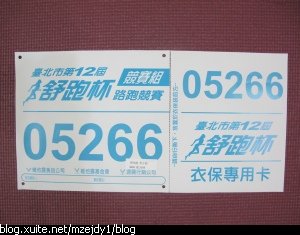 臺北市第12屆
舒跑杯
競賽組
路跑競賽
05266
05266
臺北市第12屆
舒跑杯
衣保專用卡
blog.xuite.net/mzejdy1/blog